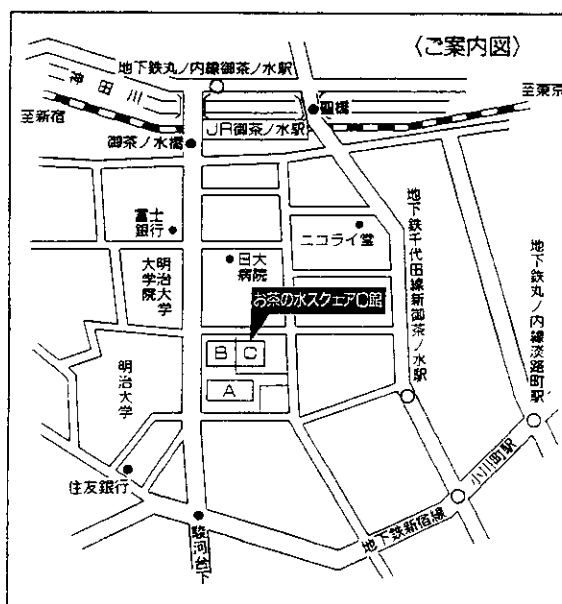 〈ご案内図〉
地下鉄丸ノ内線御茶ノ水駅
神田川
聖橋
至東京
至新宿
JR御茶ノ水駅
御茶ノ水橋
富士
銀行
ニコライ堂
地下鉄千代田線新御茶ノ水駅
地下鉄丸ノ内線淡路町駅
日大
病院
明治大学
大学院
お茶の水スクエアC館
B
C
A
明治大学
住友銀行
小川町駅
地下鉄新宿線
駿河台下